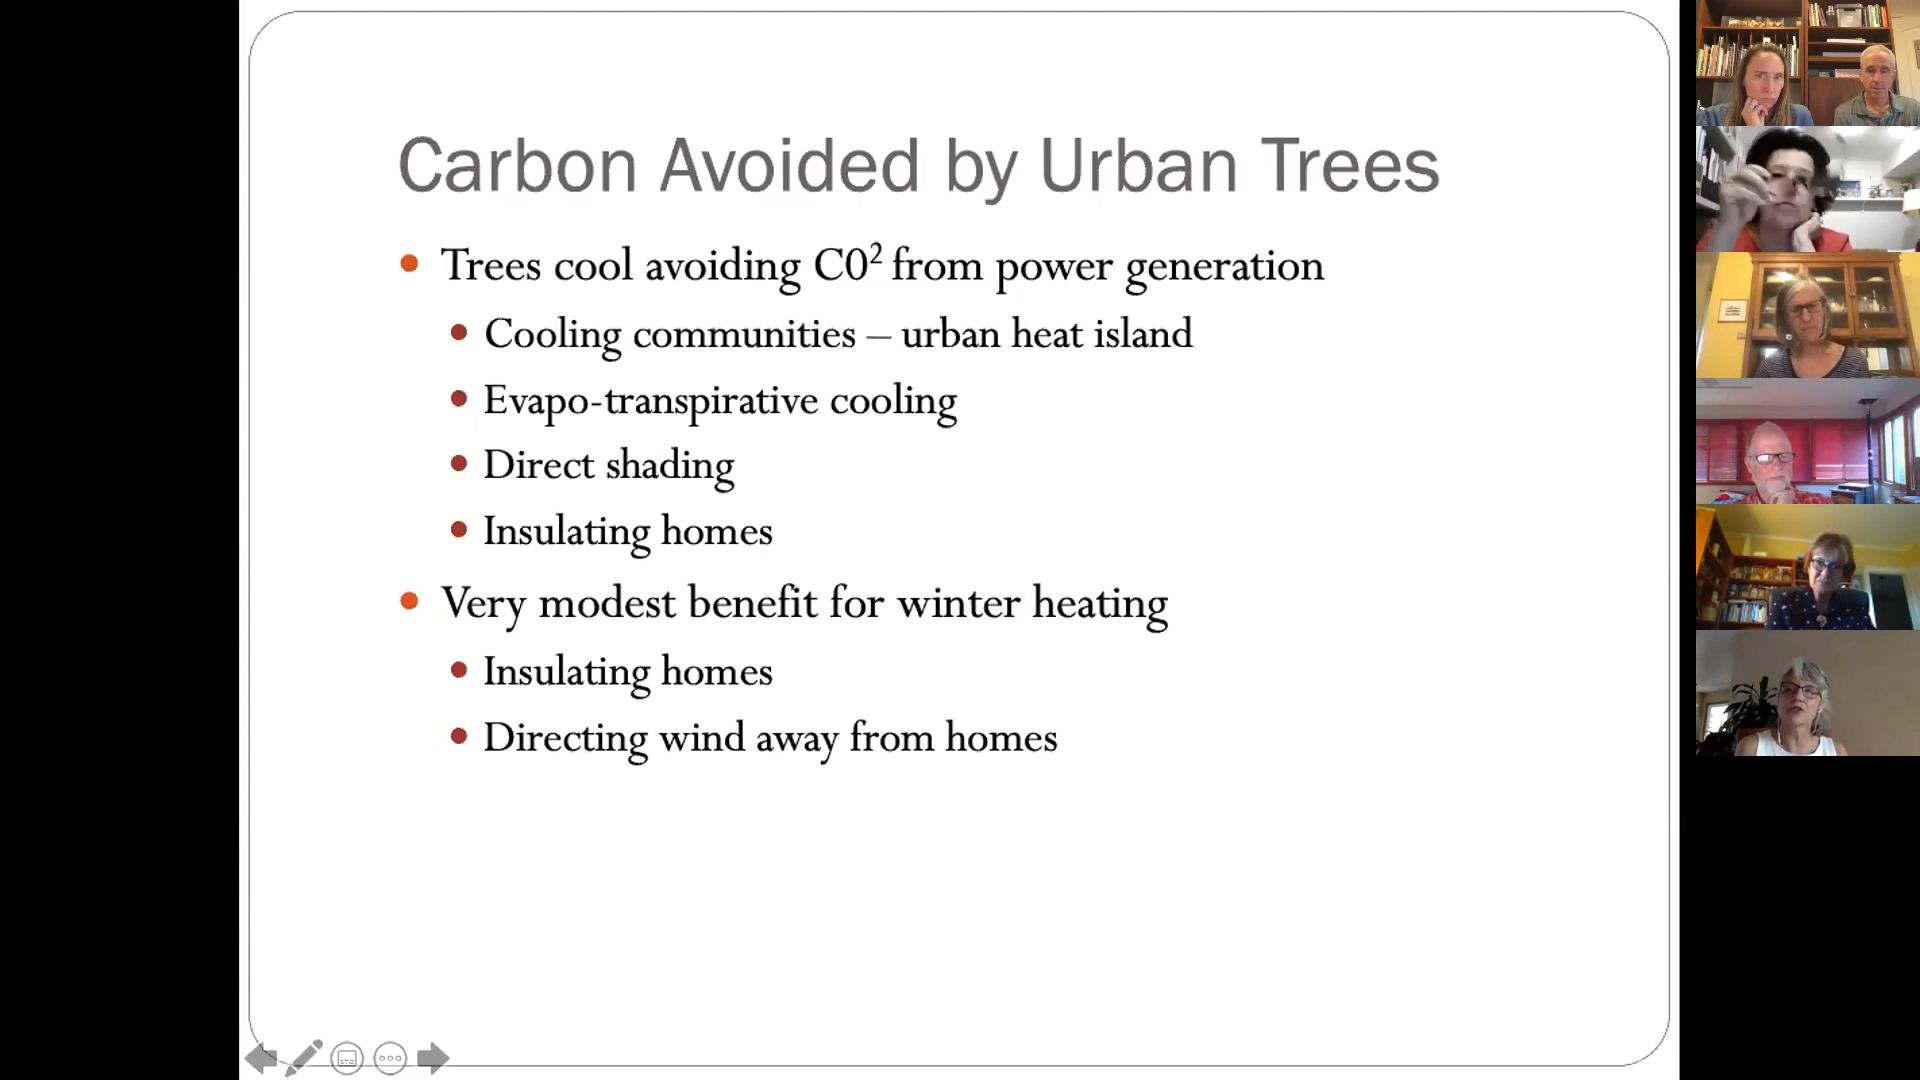 Carbon Avoided by Urban Trees
• Trees cool avoiding C0² from power generation
• Cooling communities – urban heat island
• Evapo-transpirative cooling
• Direct shading
• Insulating homes
• Very modest benefit for winter heating
• Insulating homes
• Directing wind away from homes